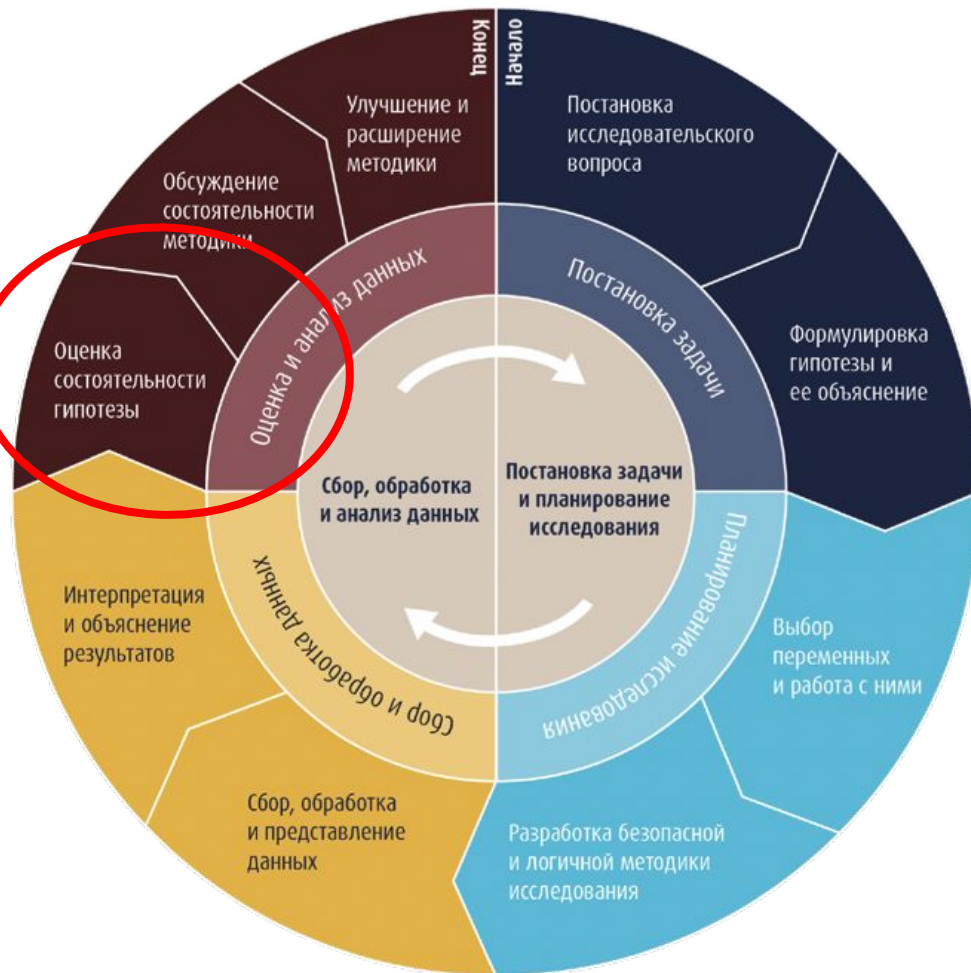 Конец
Начало
Постановка
исследовательского
вопроса
Формулировка
гипотезы и
ее объяснение
Выбор
переменных
и работа с ними
Разработка безопасной
и логичной методики
исследования
Сбор, обработка
и представление
данных
Интерпретация
и объяснение
результатов
Оценка
состоятельности
гипотезы
Обсуждение
состоятельности
методики
Улучшение и
расширение
методики
Постановка задачи
Планирование исследования
Сбор и обработка данных
Оценка и анализ данных
Сбор, обработка
и анализ данных
Постановка задачи
и планирование
исследования